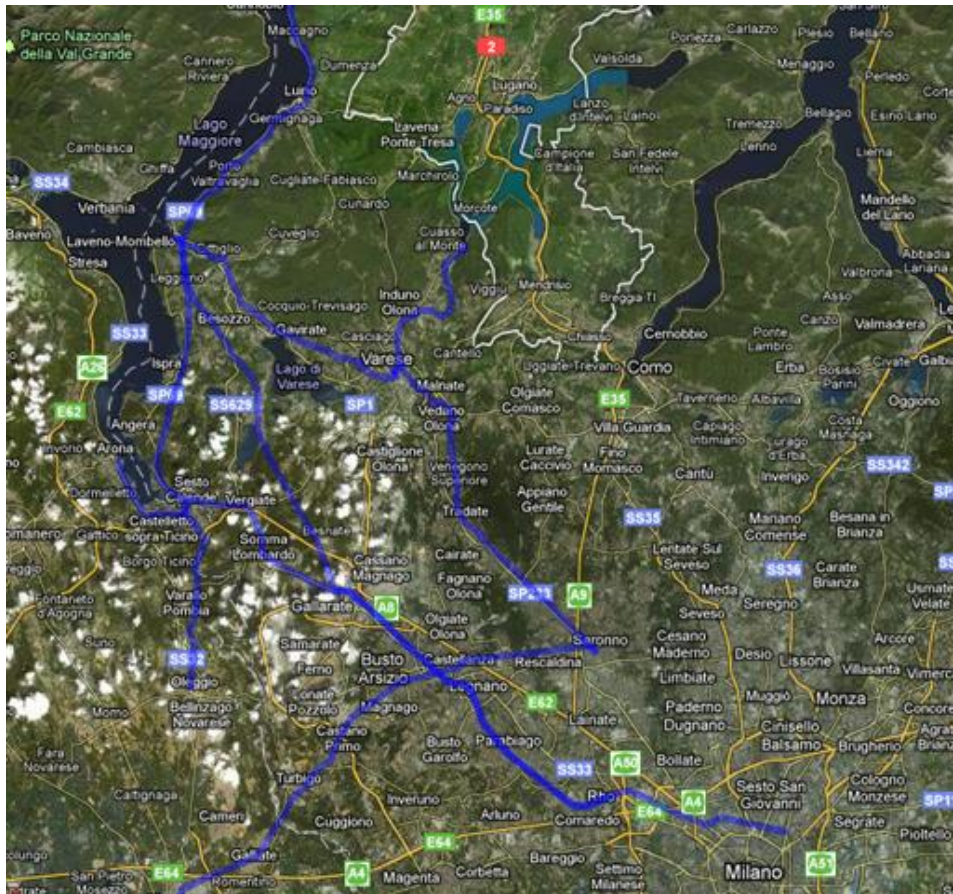 Cannobio
Maccagno
E35
Parco Nazionale
della Val Grande
2
Dumenza
Cannero
Riviera
Luino
Germignaga
Valsolda
Porlezza
Carlazzo
Plesio
Bellano
Menaggio
Perledo
Lugano
Agno
Paradiso
Lanzo
d'Intelvi
Laino
Bellagio
Esino Lario
Lago
Maggiore
Lavena
Ponte Tresa
Tremezzo
Lenno
Cambiasca
Ghiffa
Porto
Valtravaglia
Cugliate-Fabiasco
Marchirolo
Campione
d'Italia
San Fedele
Intelvi
Lierna
SS34
Verbania
Cunardo
Morcote
Mandello
del Lario
Baveno
Stresa
Laveno-Mombello
Cittiglio
Cuveglio
Cuasso
al Monte
Abbadia
Lariana
Leggiuno
Viggiù
Mendrisio
Breggia TI
Valbrona
Asso
Cocquio-Trevisago
Induno
Olona
Besozzo
Gavirate
Casciago
Cantello
Chiasso
Cernobbio
Ponte
Lambro
Canzo
Valmadrera
SS33
A26
Ispra
Lago di
Varese
Varese
Malnate
Uggiate-Trevano
Como
Erba
Bosisio
Parini
Civate
Oggiono
SS629
SP1
E62
Angera
Arona
Invorio
Vedano
Olona
Olgiate
Comasco
E35
Tavernerio
Albavilla
Villa Guardia
Capiago
Intimiano
Lurago
d'Erba
Costa
Masnaga
Castiglione
Olona
Venegono
Superiore
Lurate
Caccivio
Fino
Mornasco
Cantù
Inverigo
SS342
Dormelletto
Sesto
Calende
Vergiate
Castelletto
sopra Ticino
Gattico
Borgo Ticino
Somma
Lombardo
Besnate
Tradate
Appiano
Gentile
SS35
Mariano
Comense
Besana in
Brianza
Cairate
Cassano
Magnago
Fagnano
Olona
Lentate Sul
Seveso
SS36
Carate
Brianza
Meda
Seregno
Usmate
Velate
Fontaneto
d'Agogna
Varallo
Pombia
Gallarate
A8
A9
Seveso
Suno
Samarate
Olgiate
Olona
Saronno
Cesano
Maderno
Desio
Lissone
Arcore
Ferno
Busto
Arsizio
Castellanza
Rescaldina
Limbiate
Villasanta
Oleggio
Lonate
Pozzolo
Legnano
Muggiò
Monza
Momo
Bellinzago
Novarese
Magnago
E62
Lainate
Paderno
Dugnano
Cinisello
Balsamo
Brugherio
Castano
Primo
Busto
Garolfo
Parabiago
Fara
Novarese
Turbigo
SS33
A50
Bollate
Sesto San
Giovanni
Cologno
Monzese
Caltignaga
Cameri
Inveruno
Cuggiono
Arluno
Rho
A4
E64
Cornaredo
Segrate
Pioltello
Galliate
E64
Bareggio
E64
San Pietro
Mosezzo
Romentino
A4
Magenta
Corbetta
Settimo
Milanese
Milano
A51